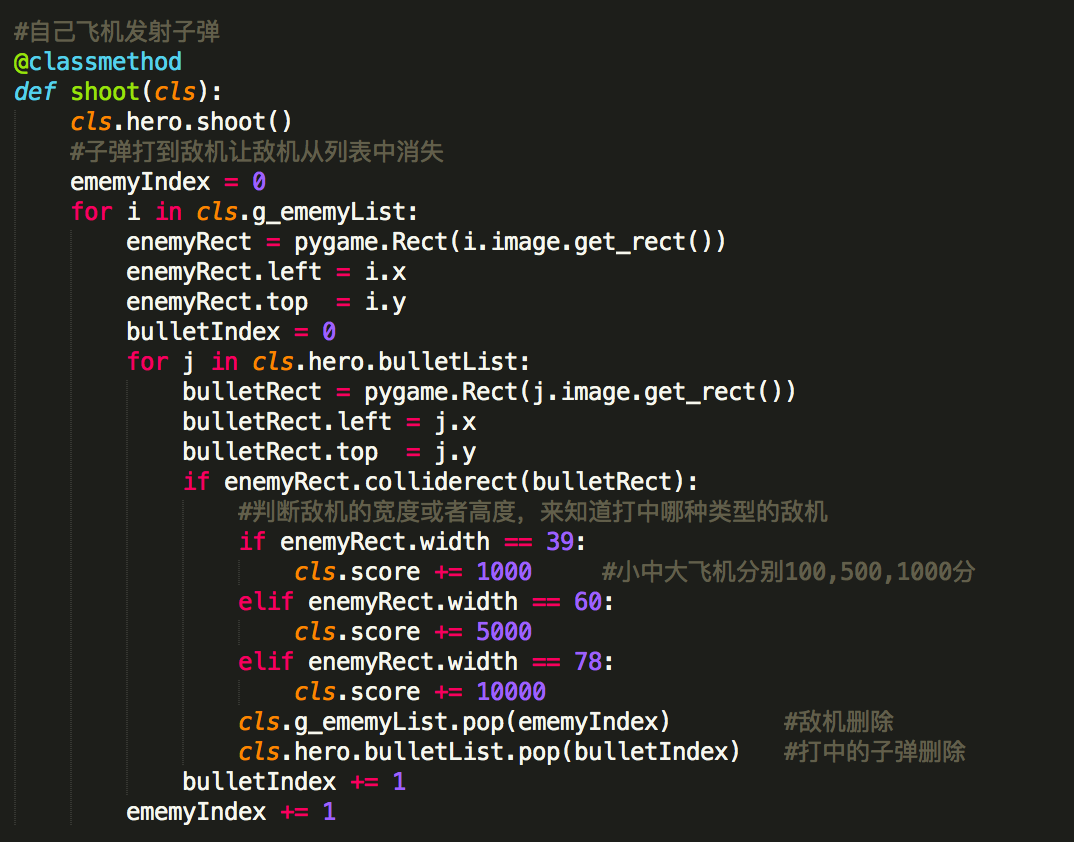 #自己飞机发射子弹
@classmethod
def shoot(cls):
    cls.hero.shoot()
    #子弹打到敌机让敌机从列表中消失
    ememyIndex = 0
    for i in cls.g_ememyList:
        enemyRect = pygame.Rect(i.image.get_rect())
        enemyRect.left = i.x
        enemyRect.top  = i.y
        bulletIndex = 0
        for j in cls.hero.bulletList:
            bulletRect = pygame.Rect(j.image.get_rect())
            bulletRect.left = j.x
            bulletRect.top  = j.y
            if enemyRect.colliderect(bulletRect):
                #判断敌机的宽度或者高度，来知道打中哪种类型的敌机
                if enemyRect.width == 39:
                    cls.score += 1000     #小中大飞机分别100,500,1000分
                elif enemyRect.width == 60:
                    cls.score += 5000
                elif enemyRect.width == 78:
                    cls.score += 10000
                cls.g_ememyList.pop(ememyIndex)        #敌机删除
                cls.hero.bulletList.pop(bulletIndex)   #打中的子弹删除
            bulletIndex += 1
        ememyIndex += 1